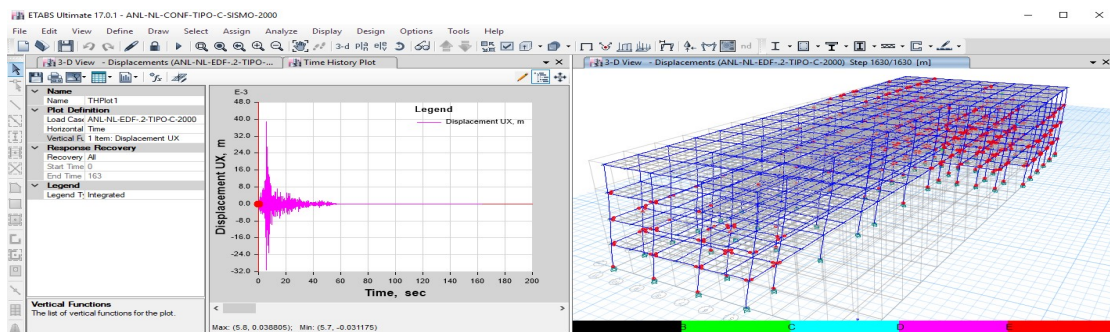 ETABS Ultimate 17.0.1 - ANL-NL-CONF-TIPO-C-SISMO-2000
File Edit View Define Draw Select Assign Analyze Display Design Options Tools Help
3-d nd
3-D View - Displacements (ANL-NL-EDF-.2-TIPO-...
Time History Plot
Name
Name THPlot1
Plot Definition
Load Case ANL-NL-EDF-.2-TIPO-C-2000
Horizontal Time
Vertical Fu 1 Item: Displacement UX
Response Recovery
Recovery All
Start Time 0
End Time 163
Legend
Legend Ty Integrated
Vertical Functions
The list of vertical functions for the plot.
E-3
48.0
40.0
32.0
24.0
16.0
8.0
0.0
-8.0
-16.0
-24.0
-32.0
Displacement UX, m
Legend
Displacement UX, m
0 20 40 60 80 100 120 140 160 180 200
Time, sec
Max: (5.8, 0.038805); Min: (5.7, -0.031175)
3-D View - Displacements (ANL-NL-EDF-.2-TIPO-C-2000) Step 1630/1630 [m]
B C D E